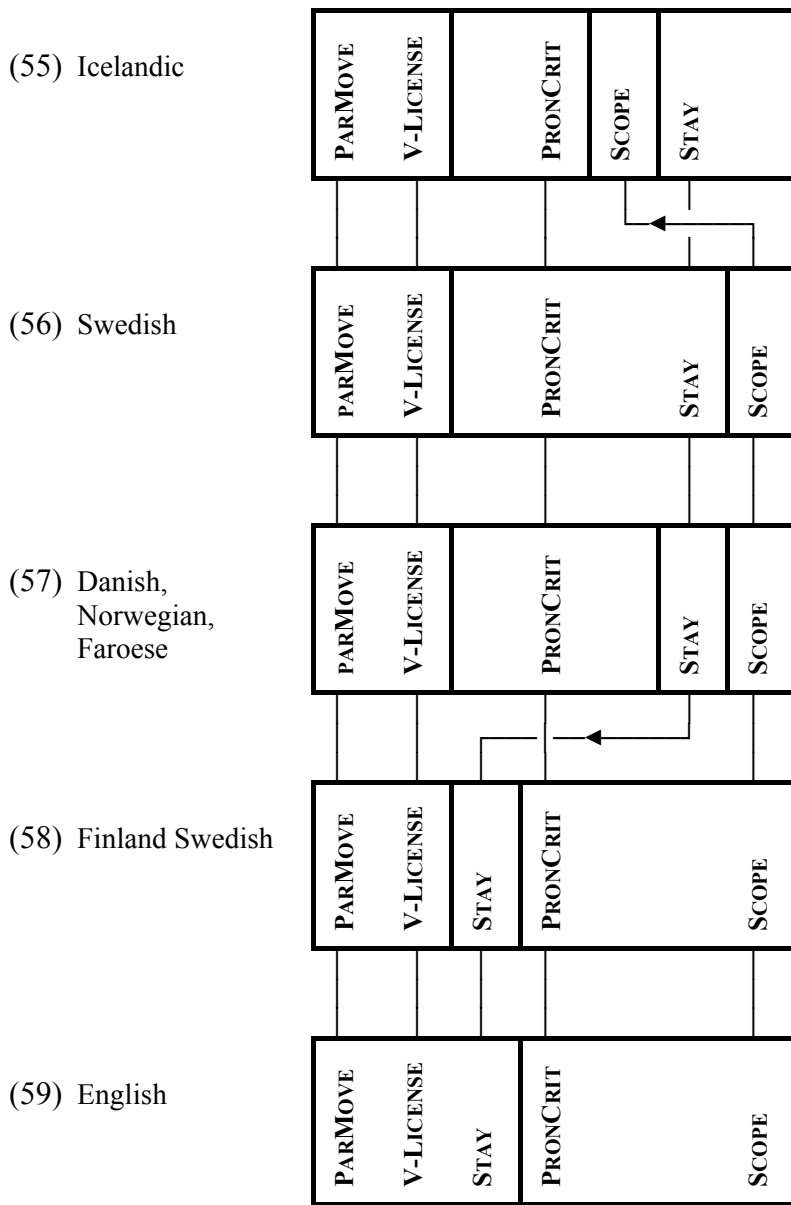 (55) Icelandic
PARMOVE V-LICENSE PRONCRIT SCOPE STAY
(56) Swedish
PARMOVE V-LICENSE PRONCRIT STAY SCOPE
(57) Danish,
Norwegian,
Faroese
PARMOVE V-LICENSE PRONCRIT STAY SCOPE
(58) Finland Swedish
PARMOVE V-LICENSE STAY PRONCRIT SCOPE
(59) English
PARMOVE V-LICENSE STAY PRONCRIT SCOPE